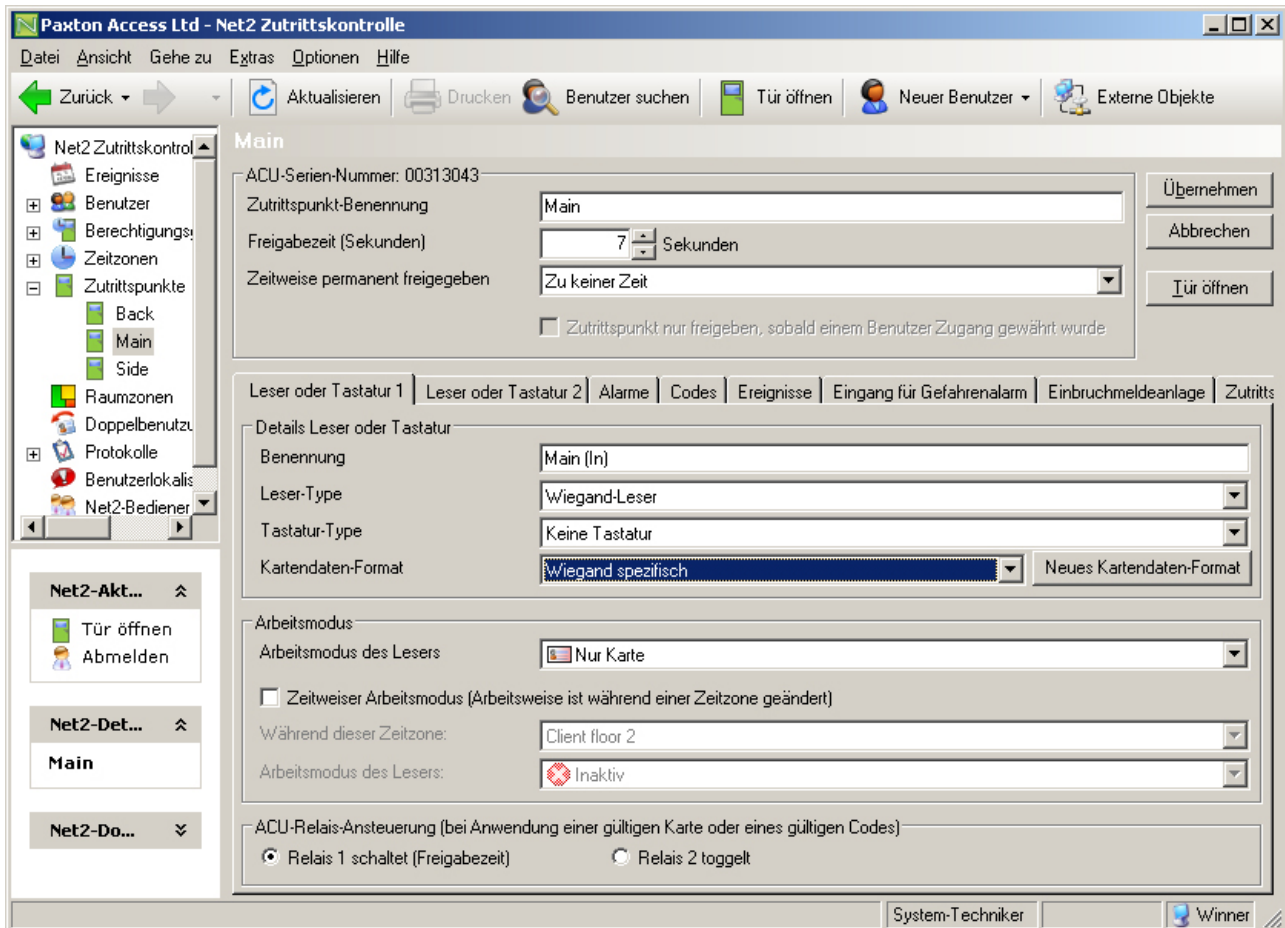 Paxton Access Ltd - Net2 Zutrittskontrolle
Datei Ansicht Gehe zu Extras Optionen Hilfe
Zurück Aktualisieren Drucken Benutzer suchen Tür öffnen Neuer Benutzer Externe Objekte
Net2 Zutrittskontrol
Ereignisse
Benutzer
Berechtigungs
Zeitzonen
Zutrittspunkte
Back
Main
Side
Raumzonen
Doppelbenutzu
Protokolle
Benutzerlokalis
Net2-Bediener
Net2-Akt...
Tür öffnen
Abmelden
Net2-Det...
Main
Net2-Do...
Main
ACU-Serien-Nummer: 00313043
Zutrittspunkt-Benennung Main
Freigabezeit (Sekunden) 7 Sekunden
Zeitweise permanent freigegeben Zu keiner Zeit
Zutrittspunkt nur freigeben, sobald einem Benutzer Zugang gewährt wurde
Übernehmen
Abbrechen
Tür öffnen
Leser oder Tastatur 1 Leser oder Tastatur 2 Alarme Codes Ereignisse Eingang für Gefahrenalarm Einbruchmeldeanlage Zutritts
Details Leser oder Tastatur
Benennung Main (In)
Leser-Type Wiegand-Leser
Tastatur-Type Keine Tastatur
Kartendaten-Format Wiegand spezifisch Neues Kartendaten-Format
Arbeitsmodus
Arbeitsmodus des Lesers Nur Karte
Zeitweiser Arbeitsmodus (Arbeitsweise ist während einer Zeitzone geändert)
Während dieser Zeitzone: Client floor 2
Arbeitsmodus des Lesers: Inaktiv
ACU-Relais-Ansteuerung (bei Anwendung einer gültigen Karte oder eines gültigen Codes)
Relais 1 schaltet (Freigabezeit) Relais 2 toggelt
System-Techniker Winner